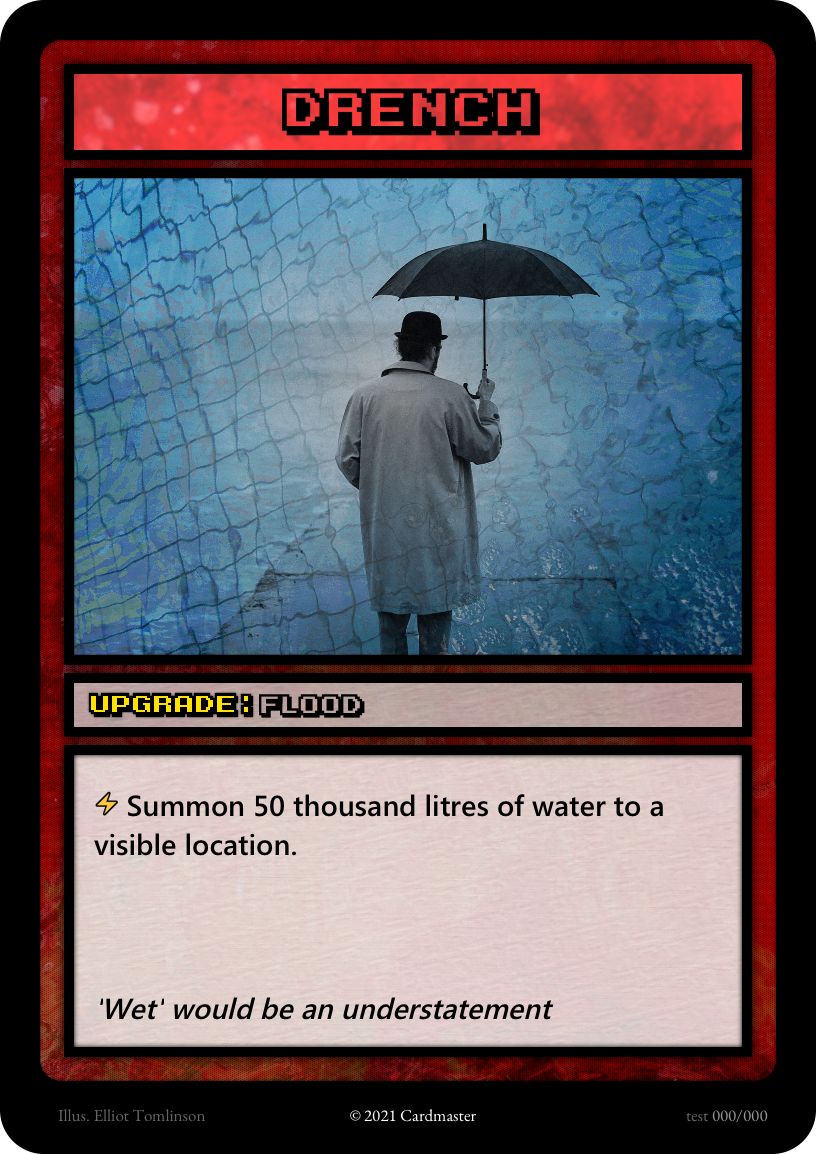 DRENCH
UPGRADE: FLOOD
⚡ Summon 50 thousand litres of water to a
visible location.
'Wet' would be an understatement
Illus. Elliot Tomlinson
© 2021 Cardmaster
test 000/000